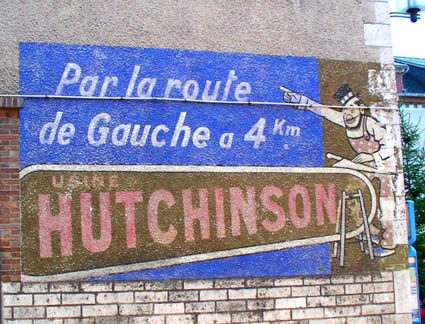 Par la route
de Gauche a 4 Km
USINE
HUTCHINSON